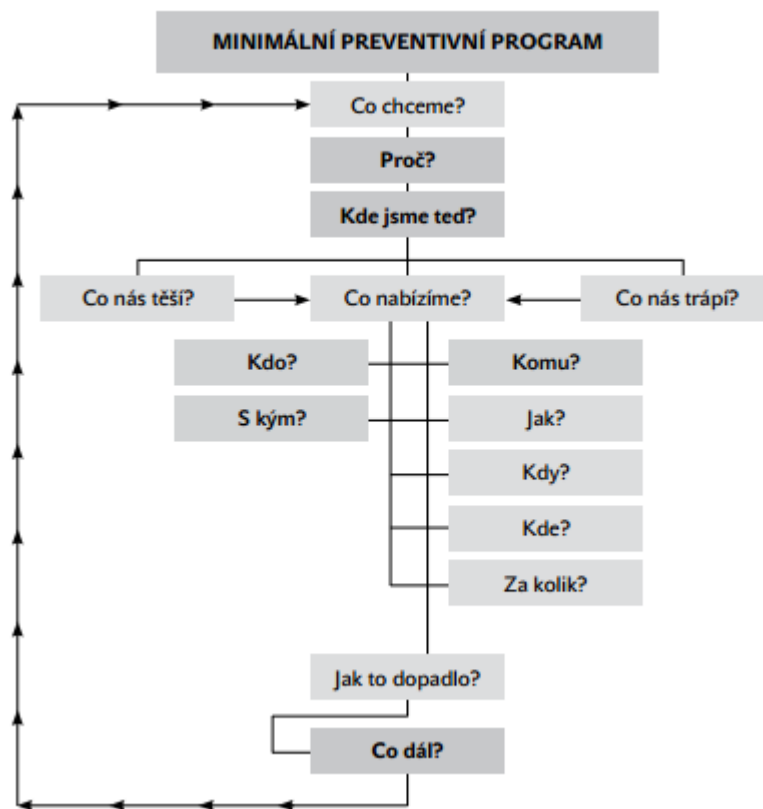 MINIMÁLNÍ PREVENTIVNÍ PROGRAM
Co chceme?
Proč?
Kde jsme teď?
Co nás těší?
Co nabízíme?
Co nás trápí?
Kdo?
Komu?
S kým?
Jak?
Kdy?
Kde?
Za kolik?
Jak to dopadlo?
Co dál?